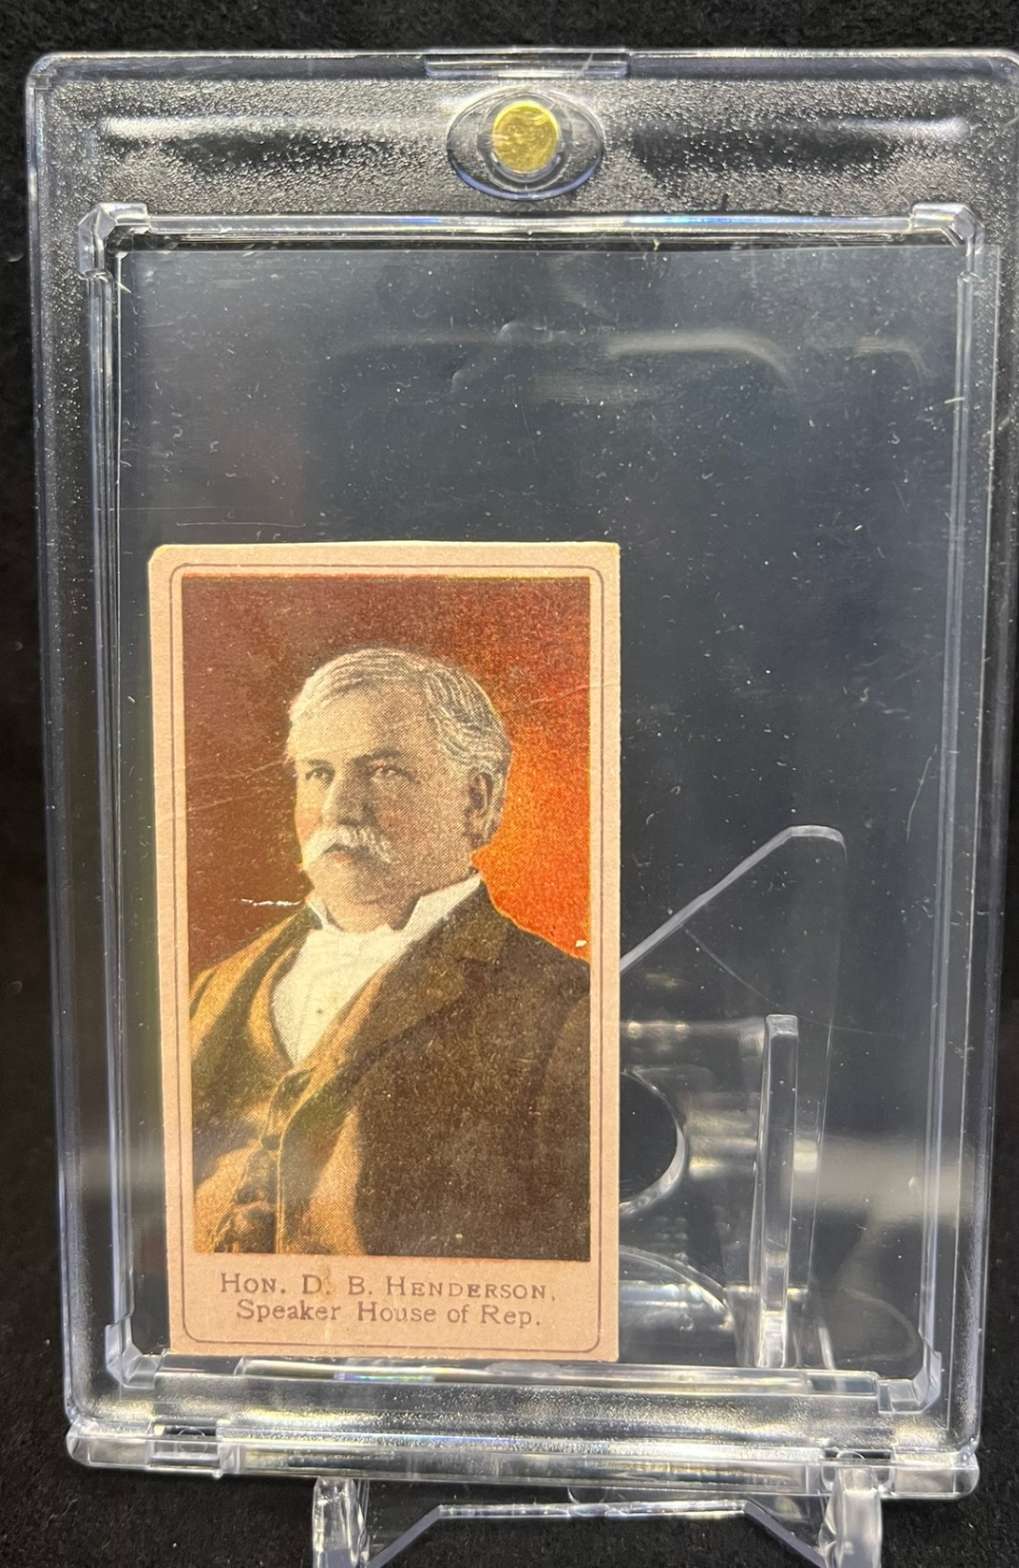 HON. D. B. HENDERSON,
Speaker House of Rep.